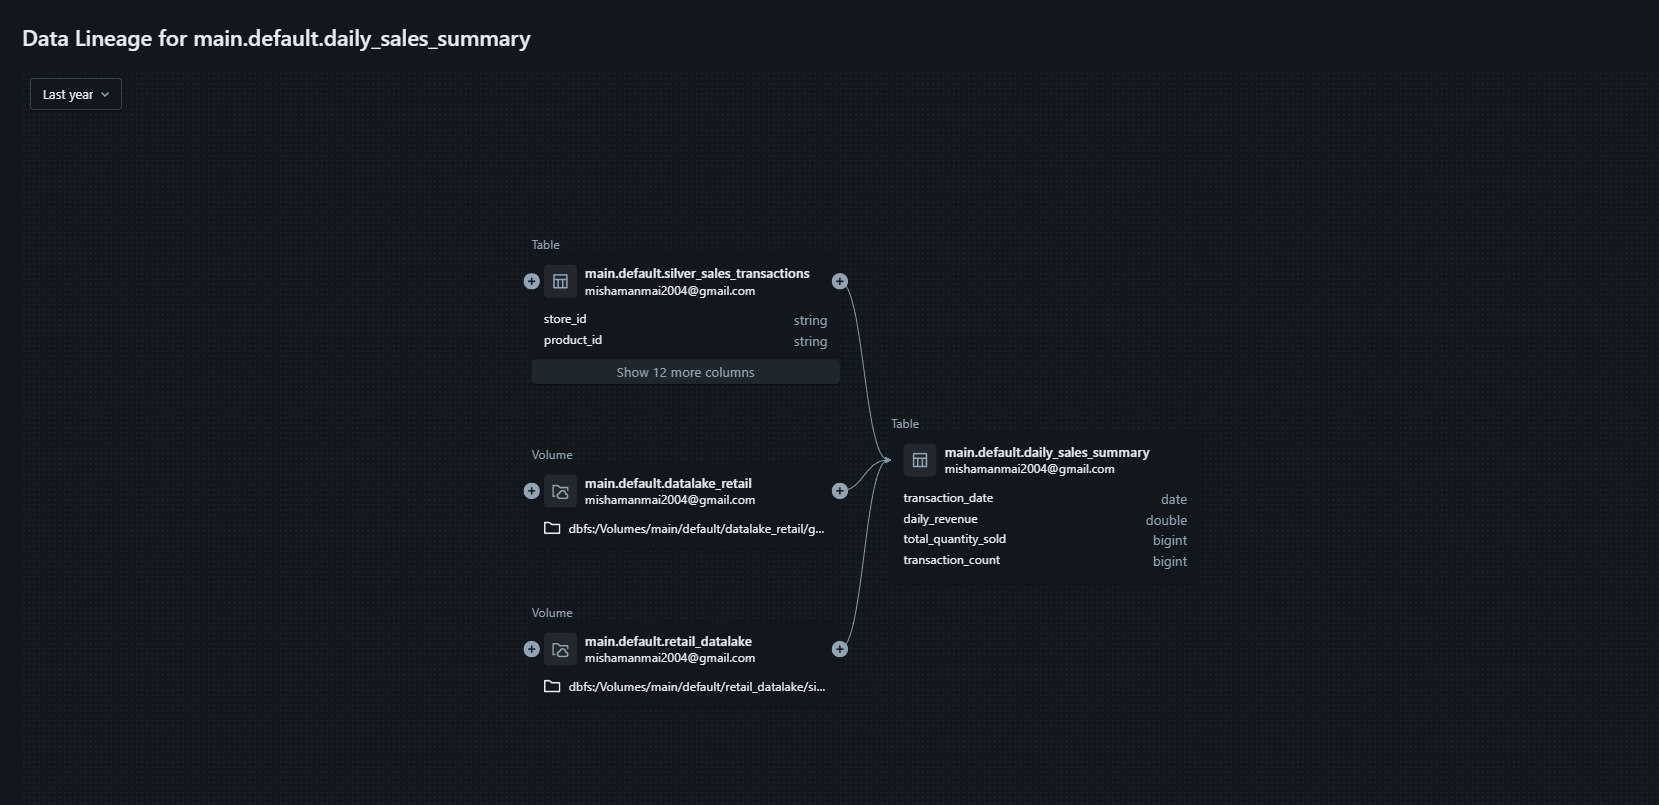 Data Lineage for main.default.daily_sales_summary
Last year
Table
main.default.silver_sales_transactions
mishamanmai2004@gmail.com
store_id string
product_id string
Show 12 more columns
Volume
main.default.datalake_retail
mishamanmai2004@gmail.com
dbfs:/Volumes/main/default/datalake_retail/g...
Volume
main.default.retail_datalake
mishamanmai2004@gmail.com
dbfs:/Volumes/main/default/retail_datalake/si...
Table
main.default.daily_sales_summary
mishamanmai2004@gmail.com
transaction_date date
daily_revenue double
total_quantity_sold bigint
transaction_count bigint